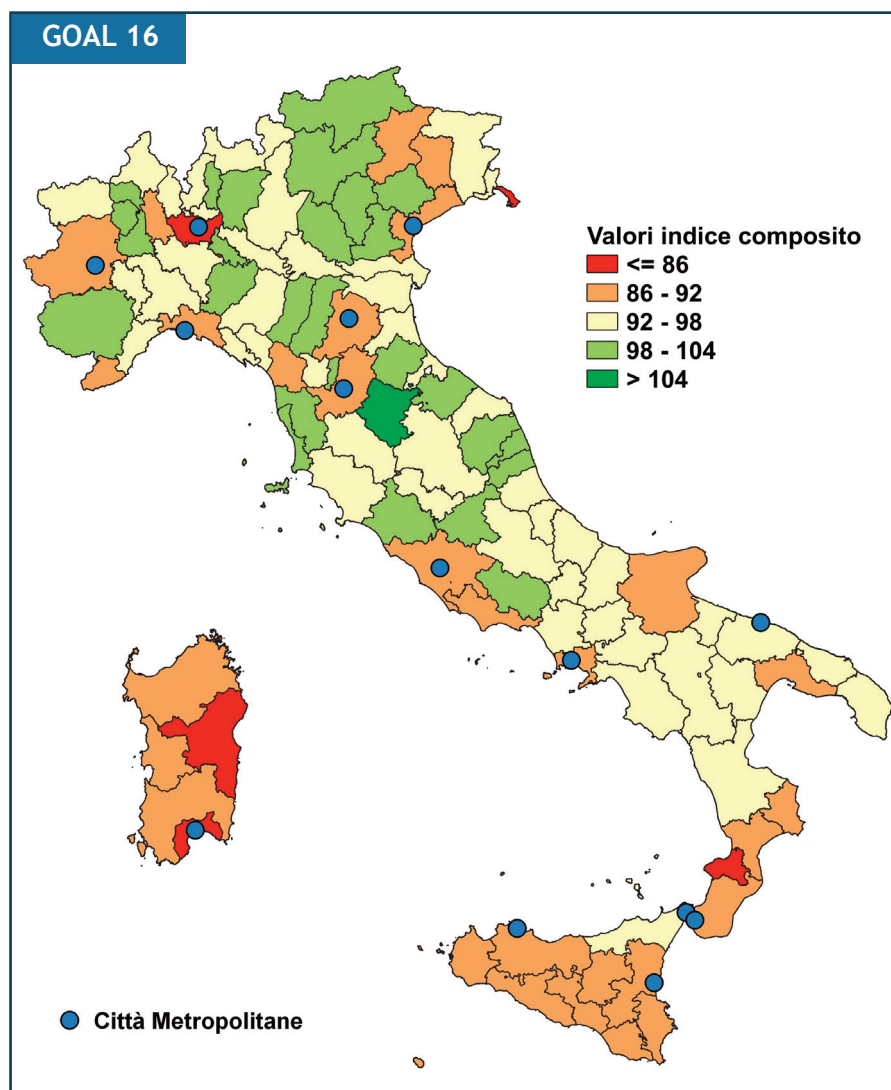 GOAL 16
Valori indice composito
<= 86
86 - 92
92 - 98
98 - 104
> 104
Città Metropolitane